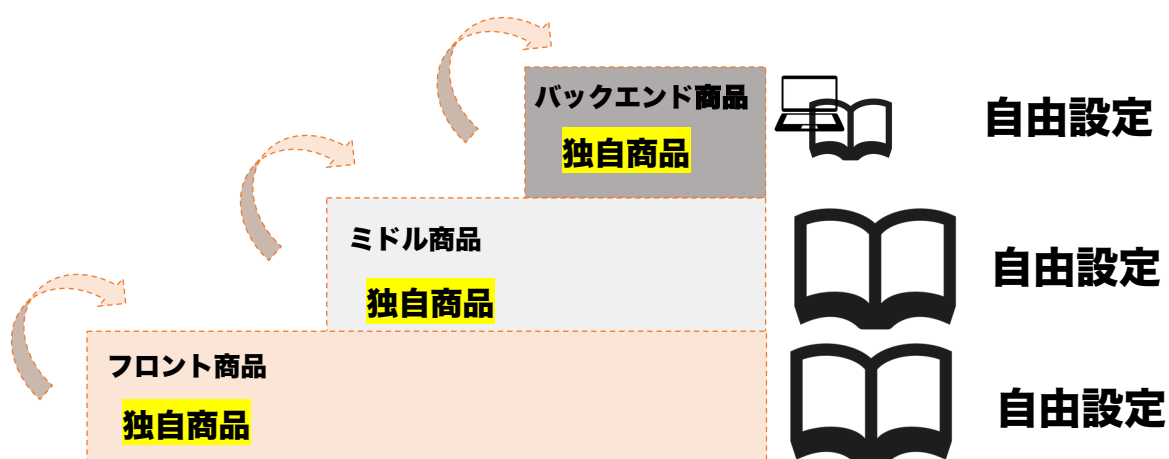 バックエンド商品
独自商品
自由設定
ミドル商品
独自商品
自由設定
フロント商品
独自商品
自由設定